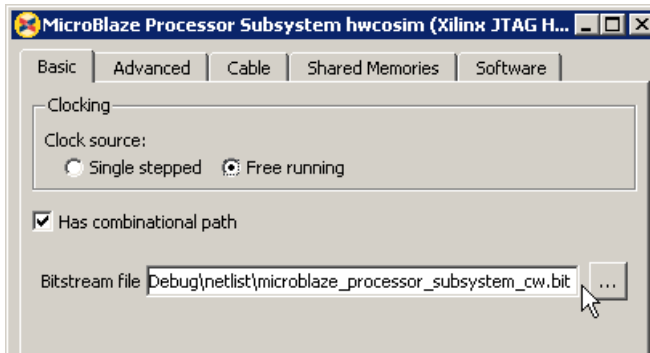 MicroBlaze Processor Subsystem hwcosim (Xilinx JTAG H...
Basic Advanced Cable Shared Memories Software
Clocking
Clock source:
Single stepped Free running
Has combinational path
Bitstream file Debug\netlist\microblaze_processor_subsystem_cw.bit ...